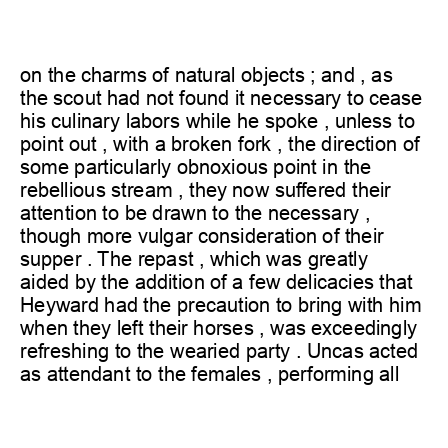 on the charms of natural objects ; and , as
the scout had not found it necessary to cease
his culinary labors while he spoke , unless to
point out , with a broken fork , the direction of
some particularly obnoxious point in the
rebellious stream , they now suffered their
attention to be drawn to the necessary ,
though more vulgar consideration of their
supper . The repast , which was greatly
aided by the addition of a few delicacies that
Heyward had the precaution to bring with him
when they left their horses , was exceedingly
refreshing to the wearied party . Uncas acted
as attendant to the females , performing all